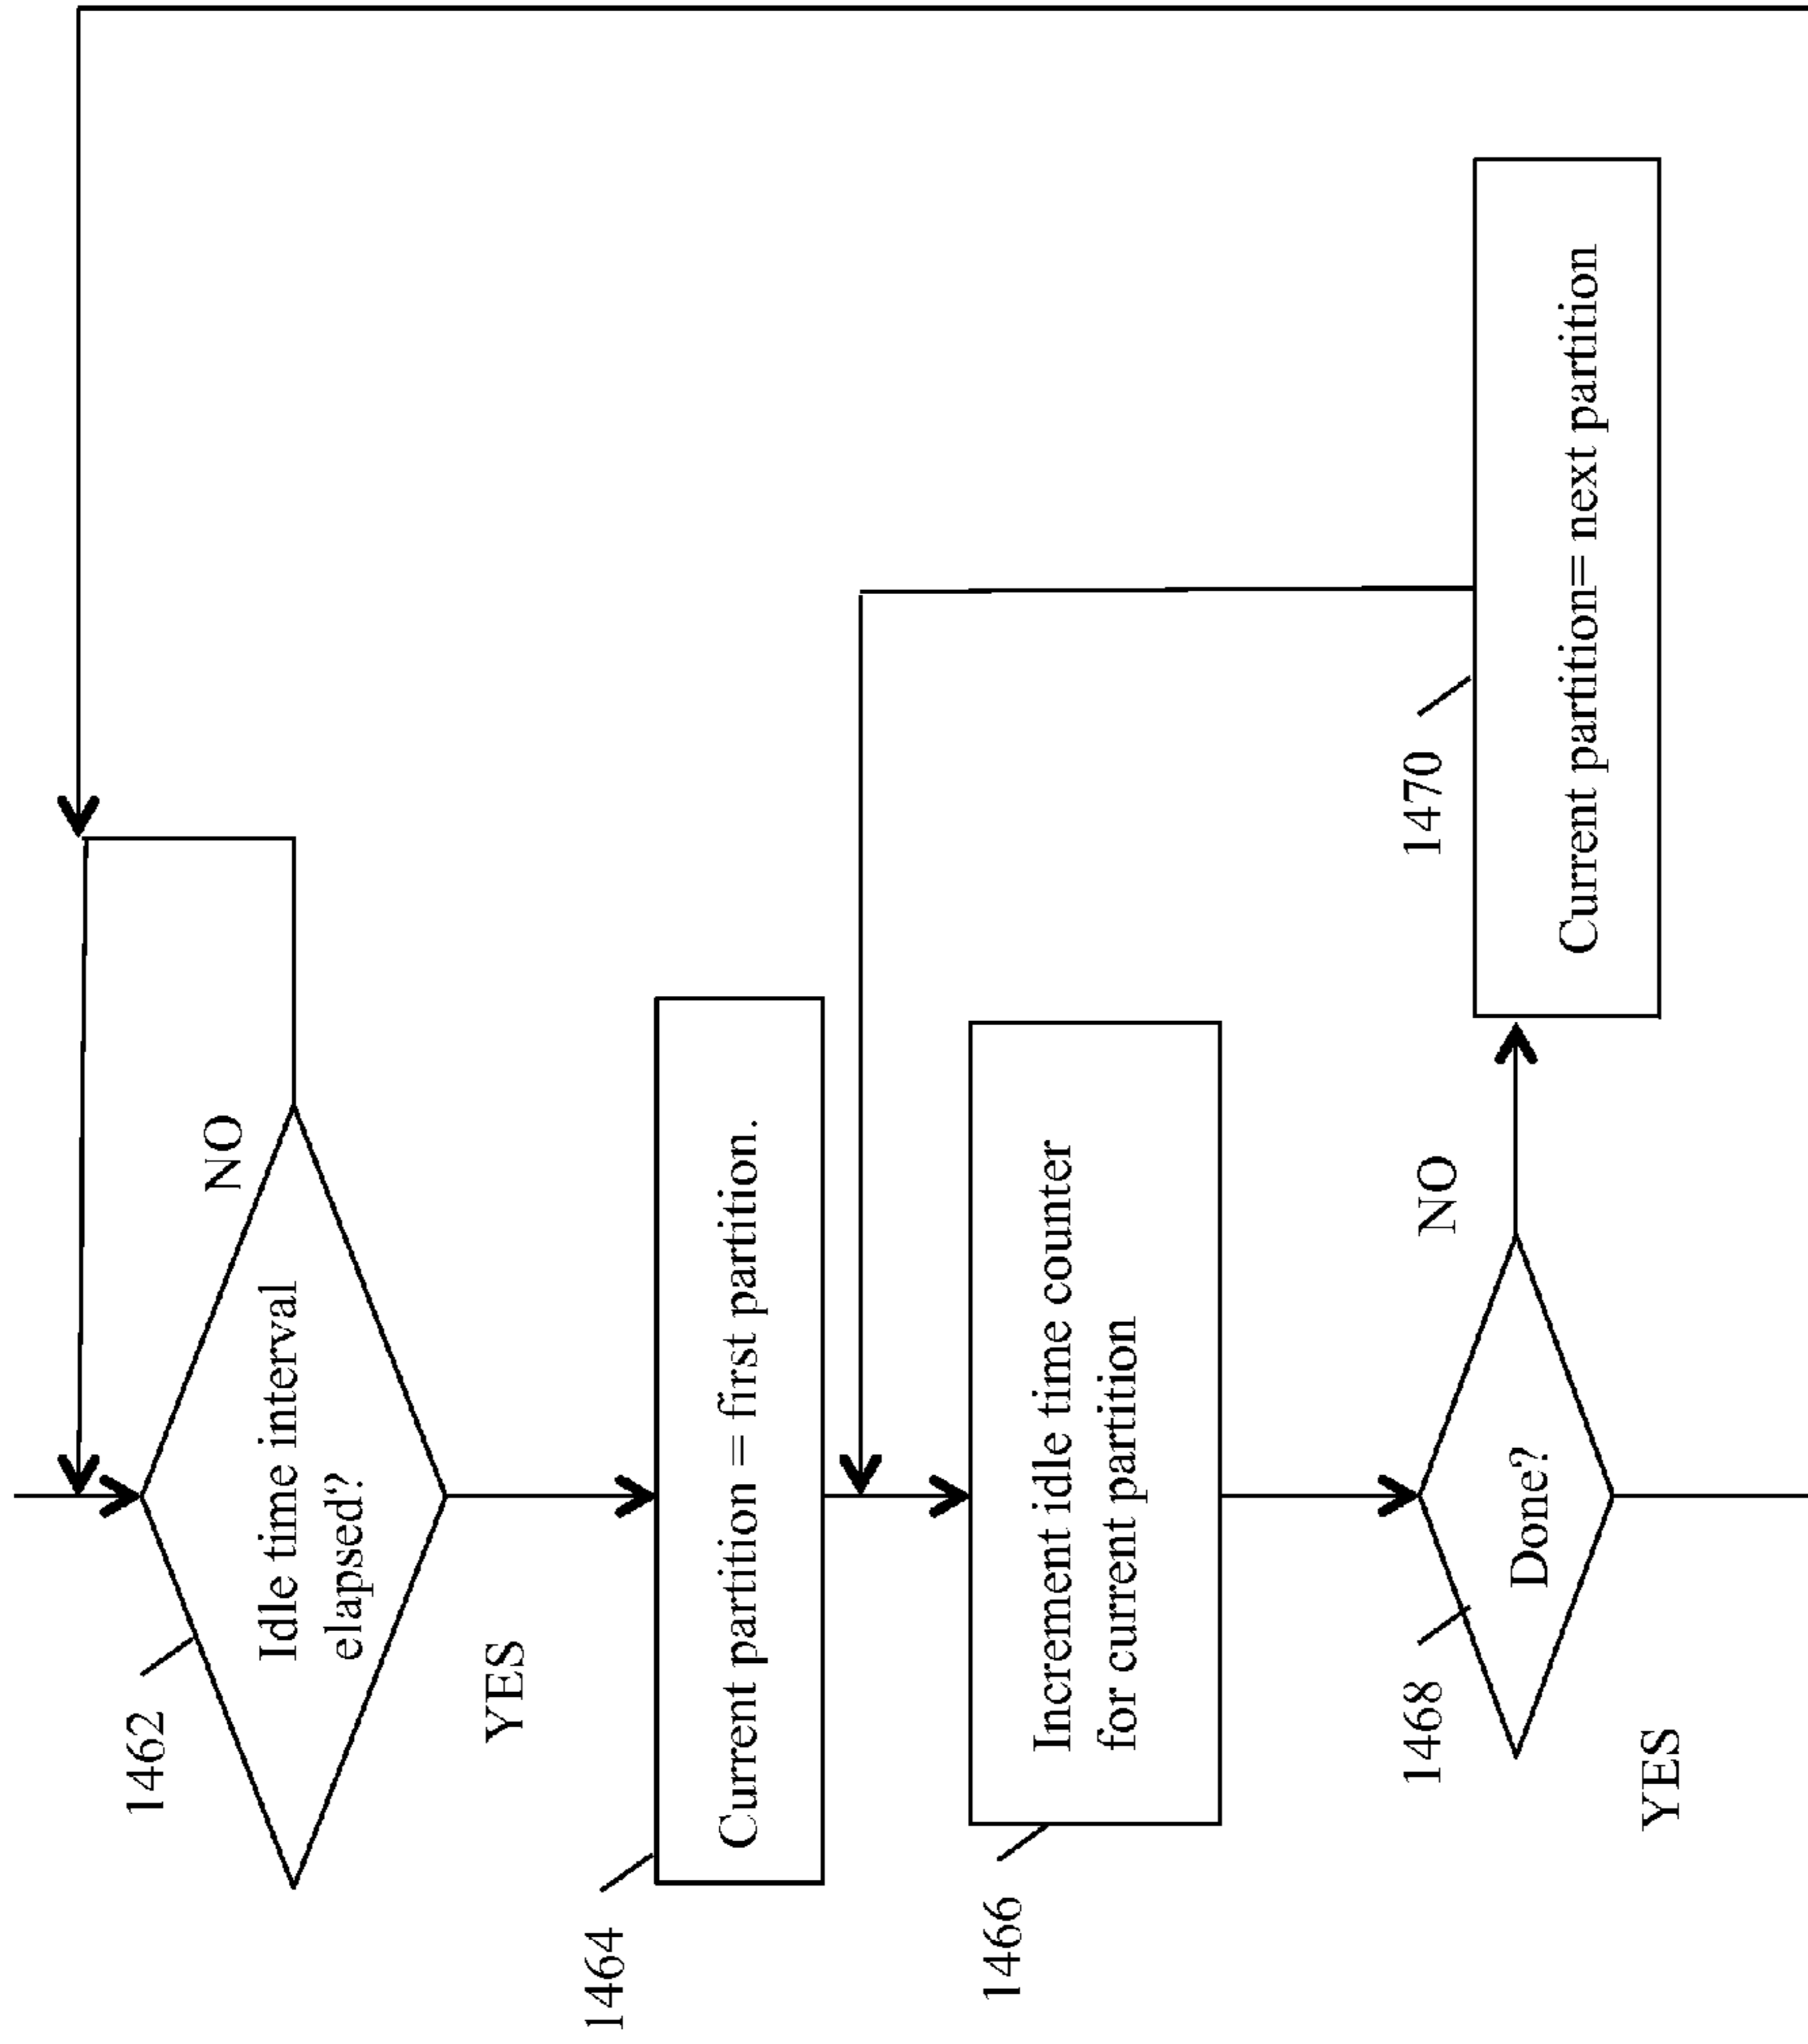 1462
Idle time interval
elapsed?
NO
YES
1464
Current partition = first partition.
1466
Increment idle time counter
for current partition
1468
Done?
NO
1470
Current partition= next partition
YES